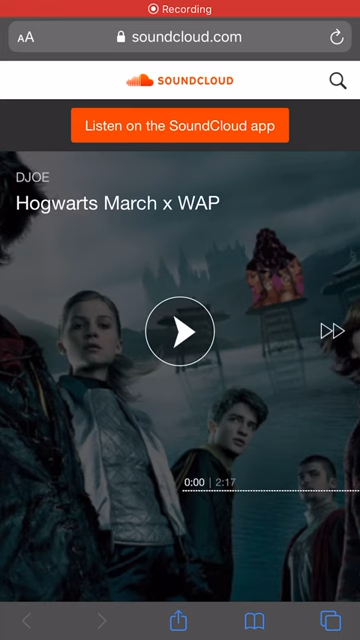 Recording
AA
soundcloud.com
SOUNDCLOUD
Listen on the SoundCloud app
DJOE
Hogwarts March x WAP
0:00 | 2:17